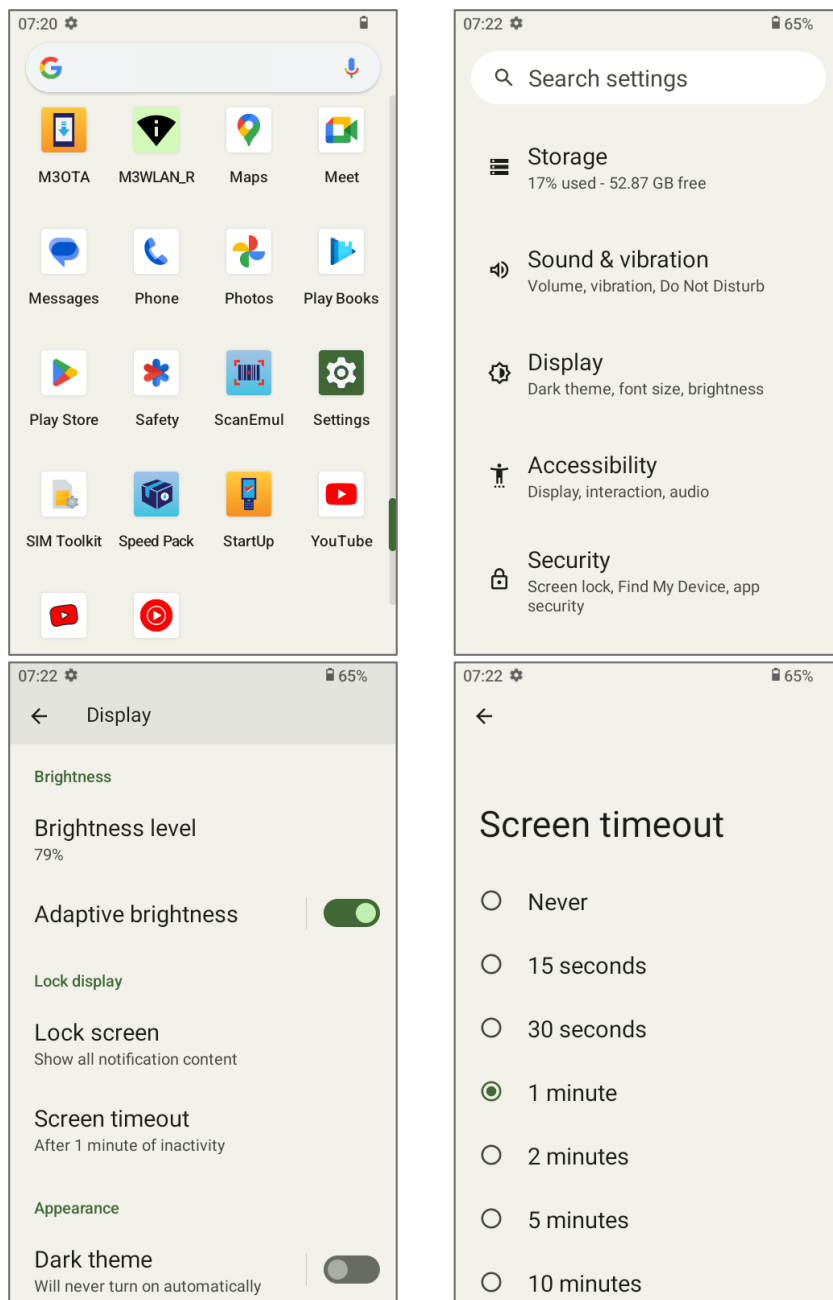 07:20
M3OTA M3WLAN_R Maps Meet
Messages Phone Photos Play Books
Play Store Safety ScanEmul Settings
SIM Toolkit Speed Pack StartUp YouTube
07:22 65%
Search settings
Storage
17% used - 52.87 GB free
Sound & vibration
Volume, vibration, Do Not Disturb
Display
Dark theme, font size, brightness
Accessibility
Display, interaction, audio
Security
Screen lock, Find My Device, app
security
07:22 65%
Display
Brightness
Brightness level
79%
Adaptive brightness
Lock display
Lock screen
Show all notification content
Screen timeout
After 1 minute of inactivity
Appearance
Dark theme
Will never turn on automatically
07:22 65%
Screen timeout
Never
15 seconds
30 seconds
1 minute
2 minutes
5 minutes
10 minutes